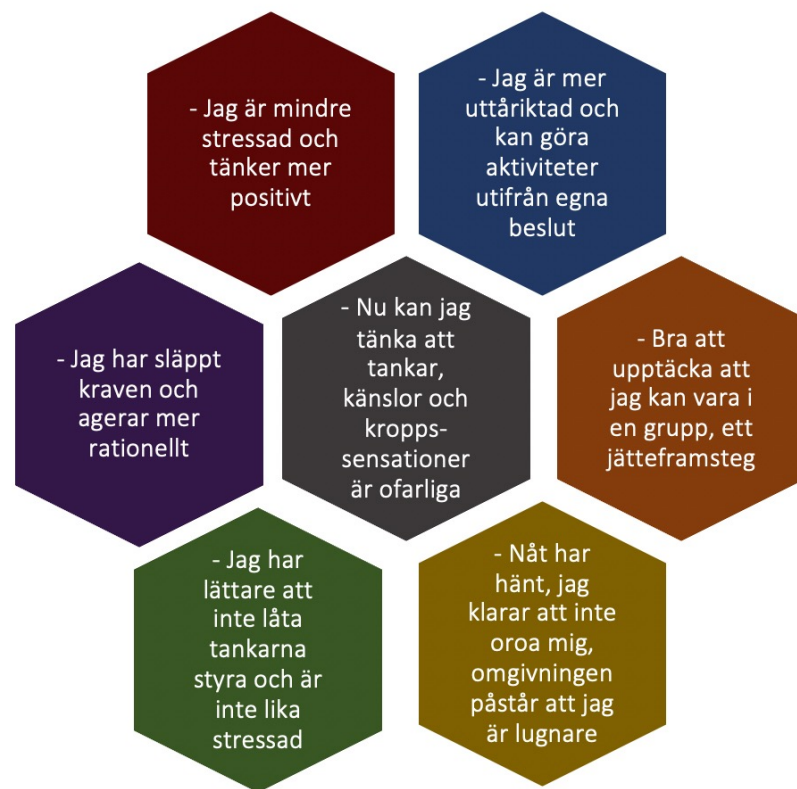 - Jag är mindre
stressad och
tänker mer
positivt
- Jag är mer
uttåriktad och
kan göra
aktiviteter
utifrån egna
beslut
- Jag har släppt
kraven och
agerar mer
rationellt
- Nu kan jag
tänka att
tankar,
känslor och
kropps-
sensationer
är ofarliga
- Bra att
upptäcka att
jag kan vara i
en grupp, ett
jätteframsteg
- Jag har
lättare att
inte låta
tankarna
styra och är
inte lika
stressad
- Nåt har
hänt, jag
klarar att inte
oroa mig,
omgivningen
påstår att jag
är lugnare